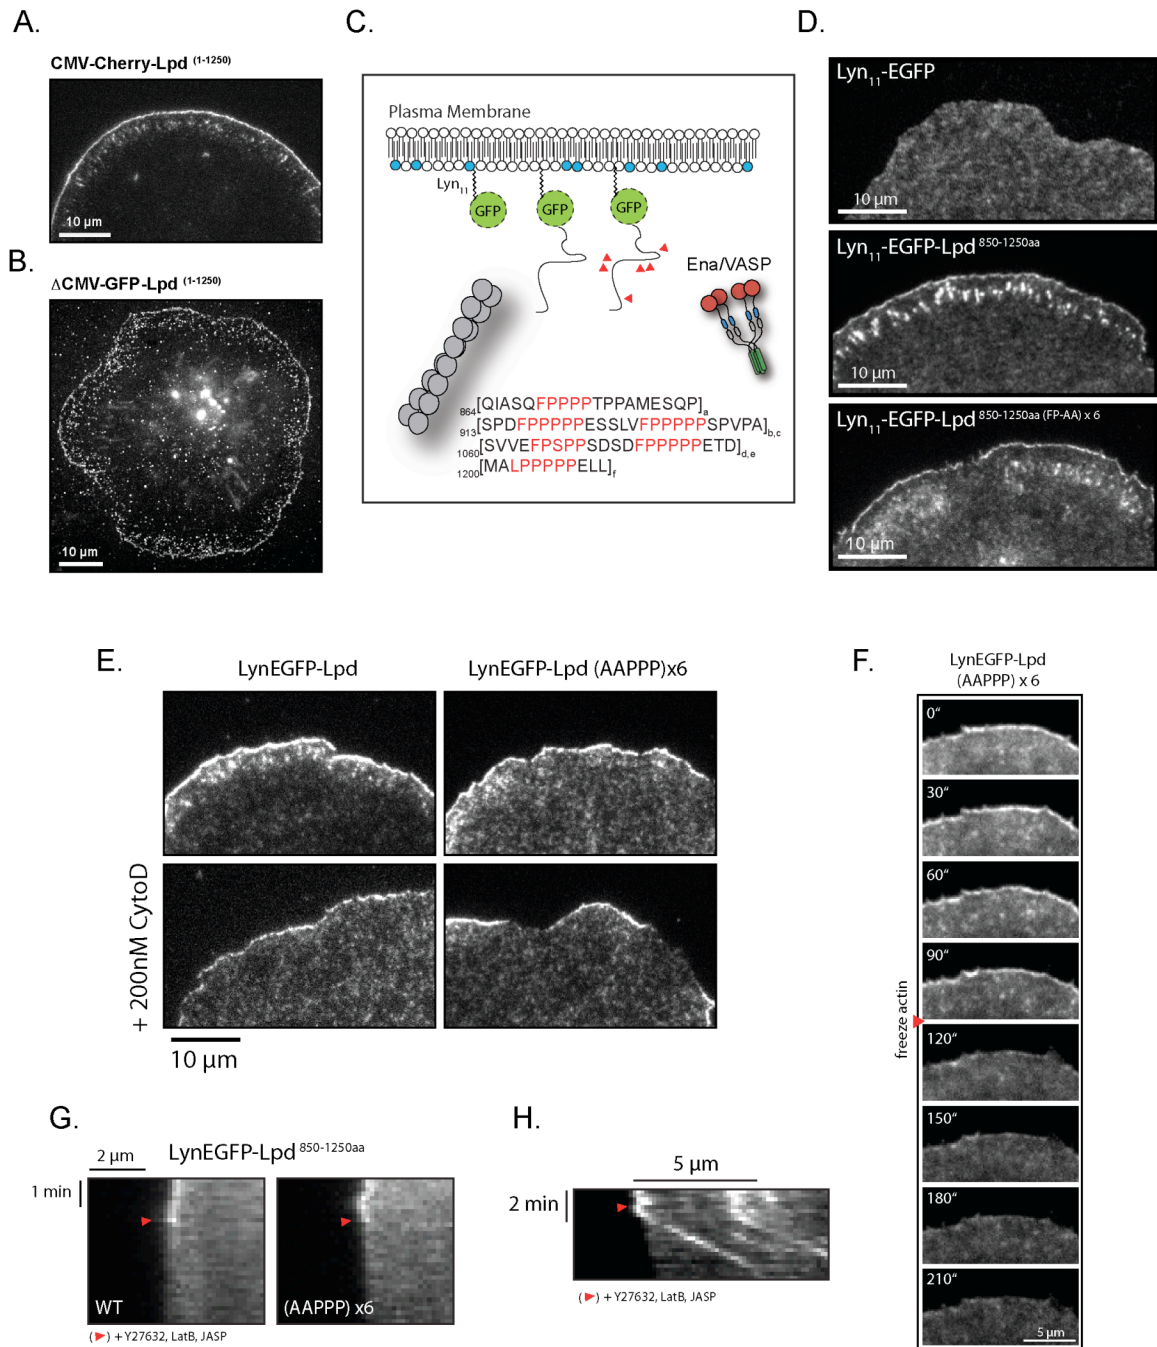 A.
CMV-Cherry-Lpd (1-1250)
10 µm
B.
ΔCMV-GFP-Lpd (1-1250)
10 µm
C.
Plasma Membrane
Lyn11
GFP
GFP
GFP
Ena/VASP
864[QIASQFPPPPTPPAMESQP]a
913[SPDFPPPPPESSLVFPPPPPSPVPA]b,c
1060[SVVEFPSPPSDSDFPPPPPETD]d,e
1200[MALPPPPPELL]f
D.
Lyn11-EGFP
10 µm
Lyn11-EGFP-Lpd 850-1250aa
10 µm
Lyn11-EGFP-Lpd 850-1250aa (FP-AA) x 6
10 µm
E.
LynEGFP-Lpd
LynEGFP-Lpd (AAPPP)x6
+ 200nM CytoD
10 µm
F.
LynEGFP-Lpd
(AAPPP) x 6
0"
30"
60"
90"
freeze actin
120"
150"
180"
210"
5 µm
G.
LynEGFP-Lpd 850-1250aa
2 µm
1 min
WT
(AAPPP) x6
( ) + Y27632, LatB, JASP
H.
5 µm
2 min
( ) + Y27632, LatB, JASP